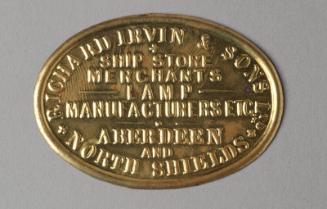 RICHARD IRVIN & SONS LTD.
SHIP STORE
MERCHANTS
LAMP
MANUFACTURERS ETC.
ABERDEEN
AND
NORTH SHIELDS